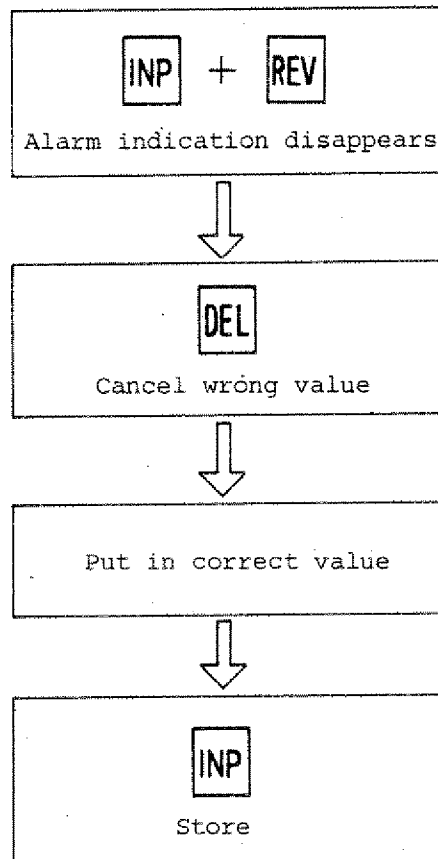 INP + REV
Alarm indication disappears
DEL
Cancel wrong value
Put in correct value
INP
Store